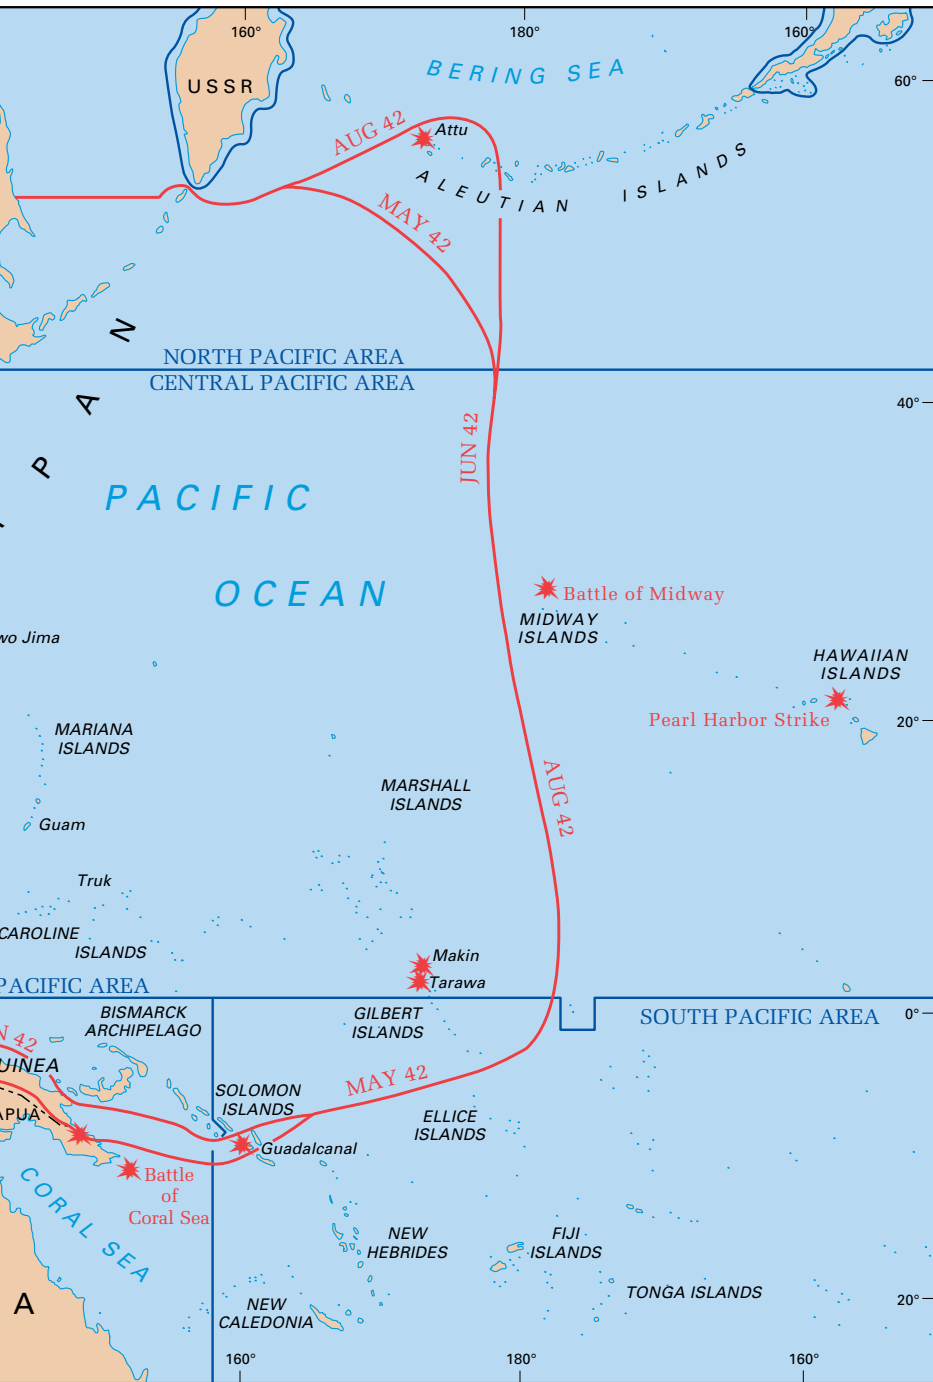 160°
180°
160°
USSR
BERING SEA
60°
AUG 42
Attu
ALEUTIAN ISLANDS
MAY 42
N
NORTH PACIFIC AREA
CENTRAL PACIFIC AREA
A
40°
JUN 42
P
PACIFIC
OCEAN
Battle of Midway
MIDWAY
ISLANDS
wo Jima
HAWAIIAN
ISLANDS
Pearl Harbor Strike
20°
MARIANA
ISLANDS
MARSHALL
ISLANDS
AUG 42
Guam
Truk
CAROLINE
ISLANDS
Makin
Tarawa
PACIFIC AREA
BISMARCK
ARCHIPELAGO
GILBERT
ISLANDS
SOUTH PACIFIC AREA
0°
N 42
UINEA
MAY 42
SOLOMON
ISLANDS
APUA
ELLICE
ISLANDS
Guadalcanal
Battle
of
Coral Sea
CORAL SEA
NEW
HEBRIDES
FIJI
ISLANDS
TONGA ISLANDS
20°
A
NEW
CALEDONIA
160°
180°
160°